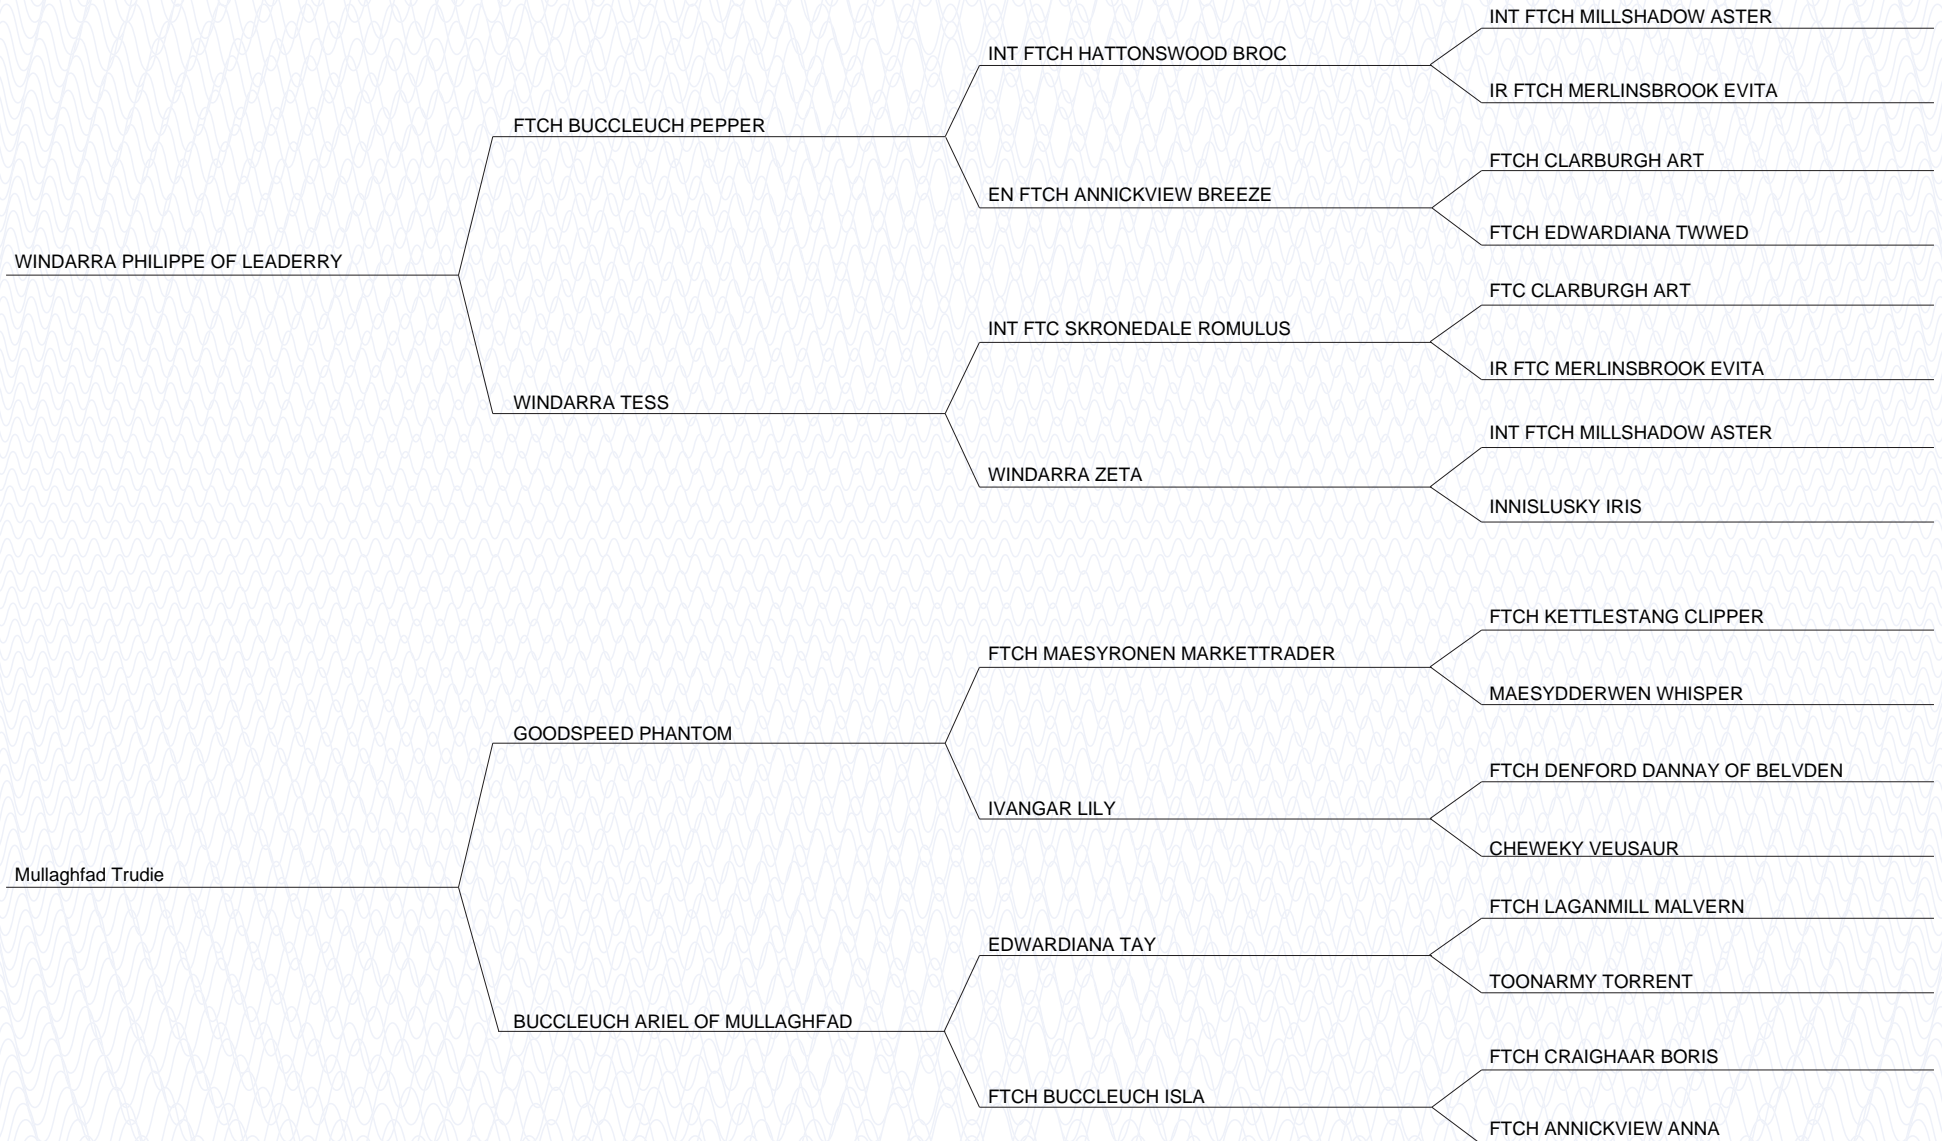 INT FTCH MILLSHADOW ASTER
INT FTCH HATTONSWOOD BROC
IR FTCH MERLINSBROOK EVITA
FTCH BUCCLEUCH PEPPER
FTCH CLARBURGH ART
EN FTCH ANNICKVIEW BREEZE
FTCH EDWARDIANA TWWED
WINDARRA PHILIPPE OF LEADERRY
FTC CLARBURGH ART
INT FTC SKRONEDALE ROMULUS
IR FTC MERLINSBROOK EVITA
WINDARRA TESS
INT FTCH MILLSHADOW ASTER
WINDARRA ZETA
INNISLUSKY IRIS
FTCH KETTLESTANG CLIPPER
FTCH MAESYRONEN MARKETTRADER
MAESYDDERWEN WHISPER
GOODSPEED PHANTOM
FTCH DENFORD DANNAY OF BELVDEN
IVANGAR LILY
CHEWEKY VEUSAUR
Mullaghfad Trudie
FTCH LAGANMILL MALVERN
EDWARDIANA TAY
TOONARMY TORRENT
BUCCLEUCH ARIEL OF MULLAGHFAD
FTCH CRAIGHAAR BORIS
FTCH BUCCLEUCH ISLA
FTCH ANNICKVIEW ANNA